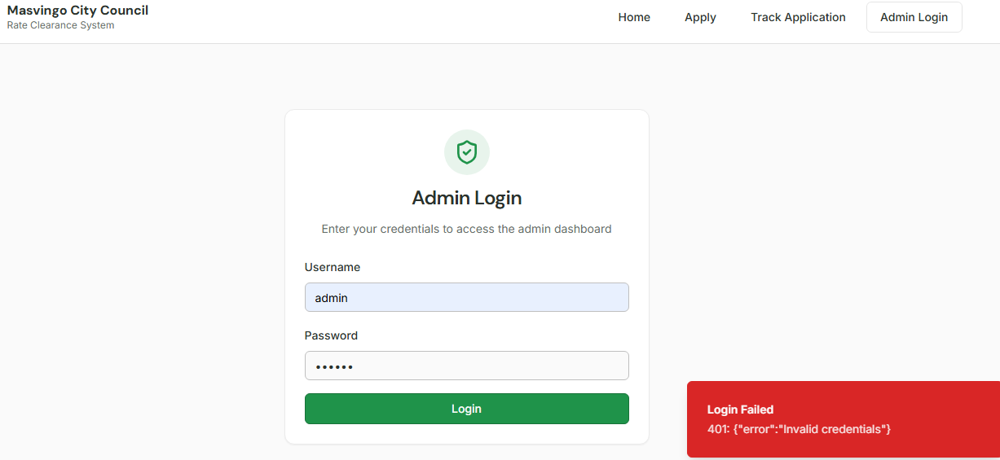 Masvingo City Council
Rate Clearance System
Home Apply Track Application Admin Login
Admin Login
Enter your credentials to access the admin dashboard
Username
admin
Password
••••••
Login
Login Failed
401: {"error":"Invalid credentials"}